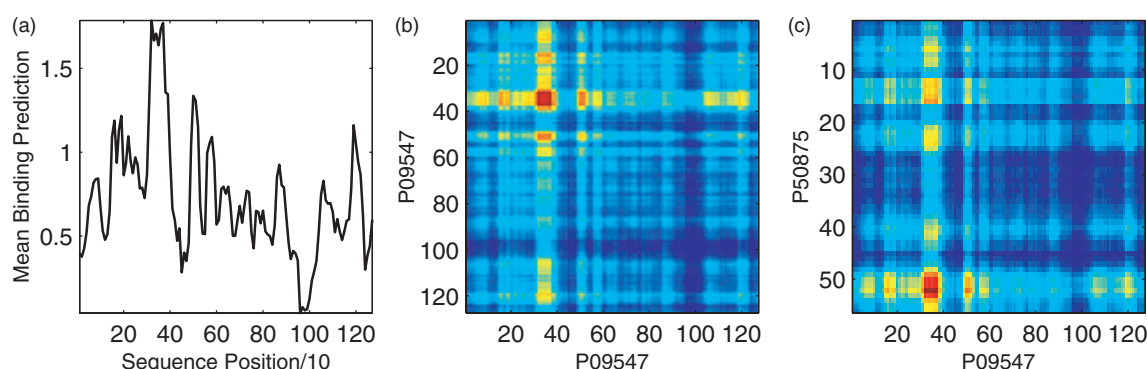 (a)
Mean Binding Prediction
1.5
1
0.5
20 40 60 80 100 120
Sequence Position/10
(b)
P09547
20
40
60
80
100
120
20 40 60 80 100 120
P09547
(c)
P50875
10
20
30
40
50
20 40 60 80 100 120
P09547